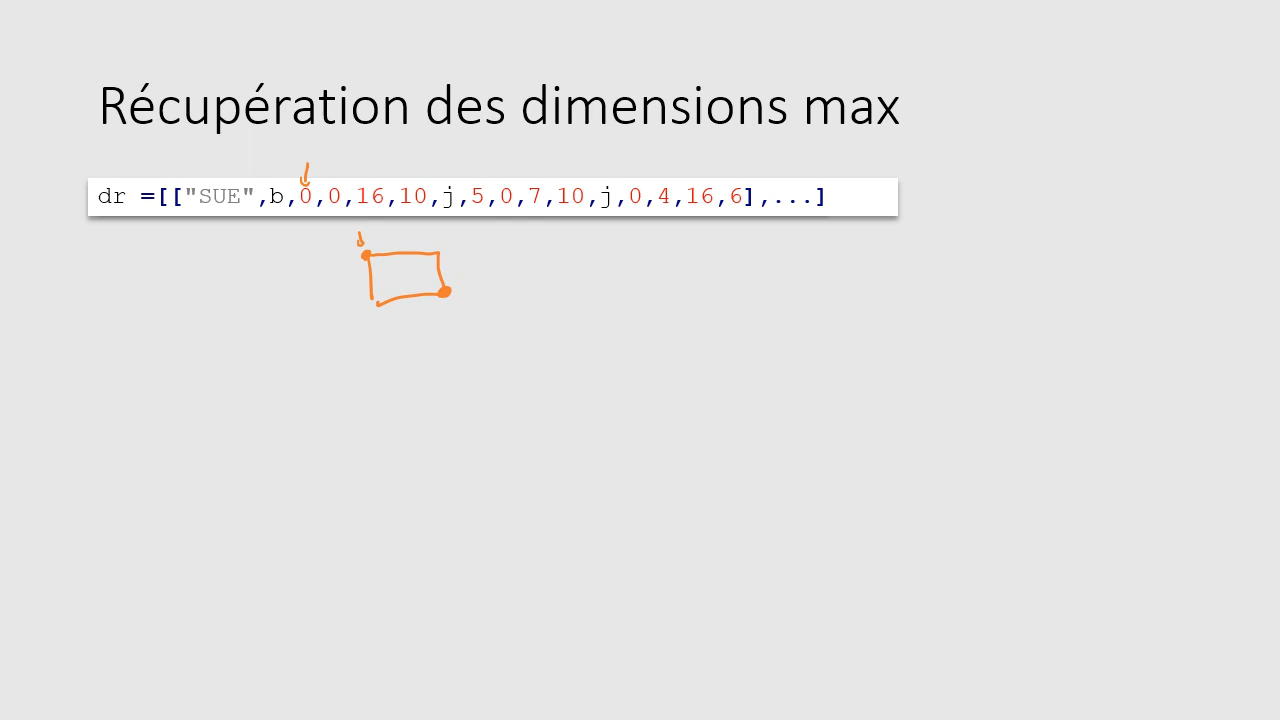 Récupération des dimensions max
dr =[["SUE",b,0,0,16,10,j,5,0,7,10,j,0,4,16,6],...]